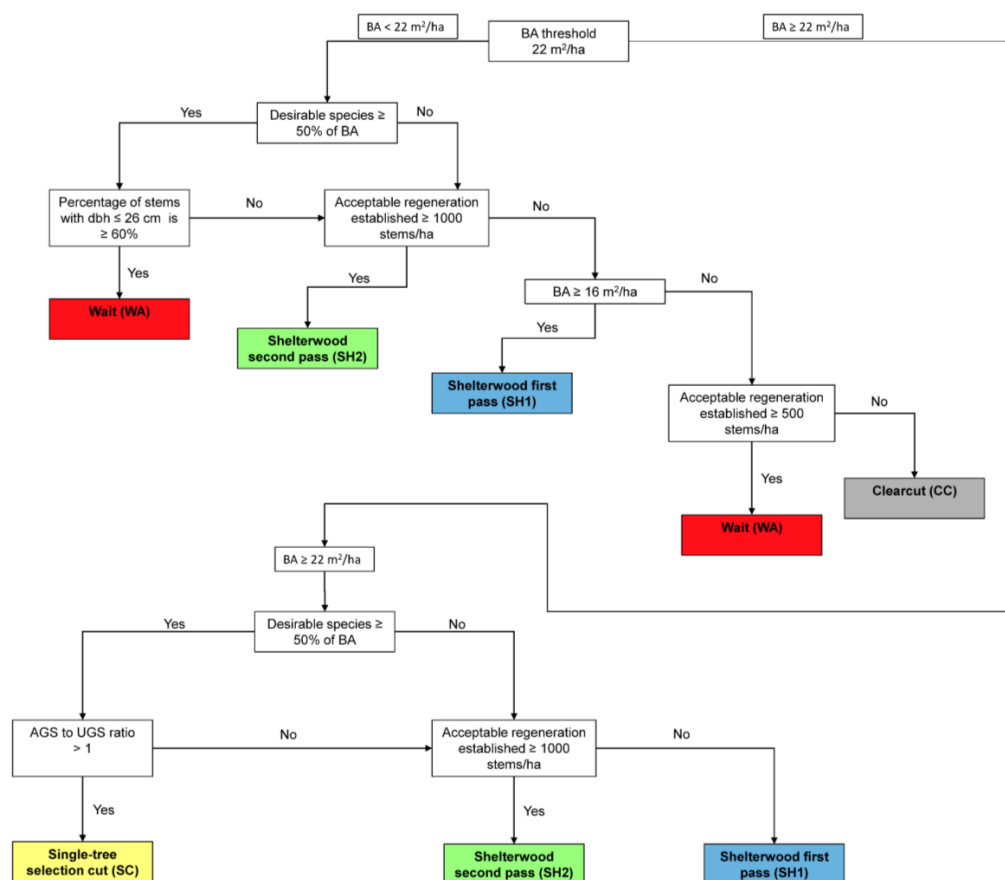 BA < 22 m²/ha
BA threshold
22 m²/ha
BA ≥ 22 m²/ha
Yes
Desirable species ≥
50% of BA
No
Percentage of stems
with dbh ≤ 26 cm is
≥ 60%
No
Acceptable regeneration
established ≥ 1000
stems/ha
No
Yes
Wait (WA)
Yes
Shelterwood
second pass (SH2)
BA ≥ 16 m²/ha
No
Yes
Shelterwood first
pass (SH1)
Acceptable regeneration
established ≥ 500
stems/ha
No
Yes
Clearcut (CC)
Wait (WA)
BA ≥ 22 m²/ha
Yes
Desirable species ≥
50% of BA
No
AGS to UGS ratio
> 1
No
Acceptable regeneration
established ≥ 1000
stems/ha
No
Yes
Yes
Single-tree
selection cut (SC)
Shelterwood
second pass (SH2)
Shelterwood first
pass (SH1)